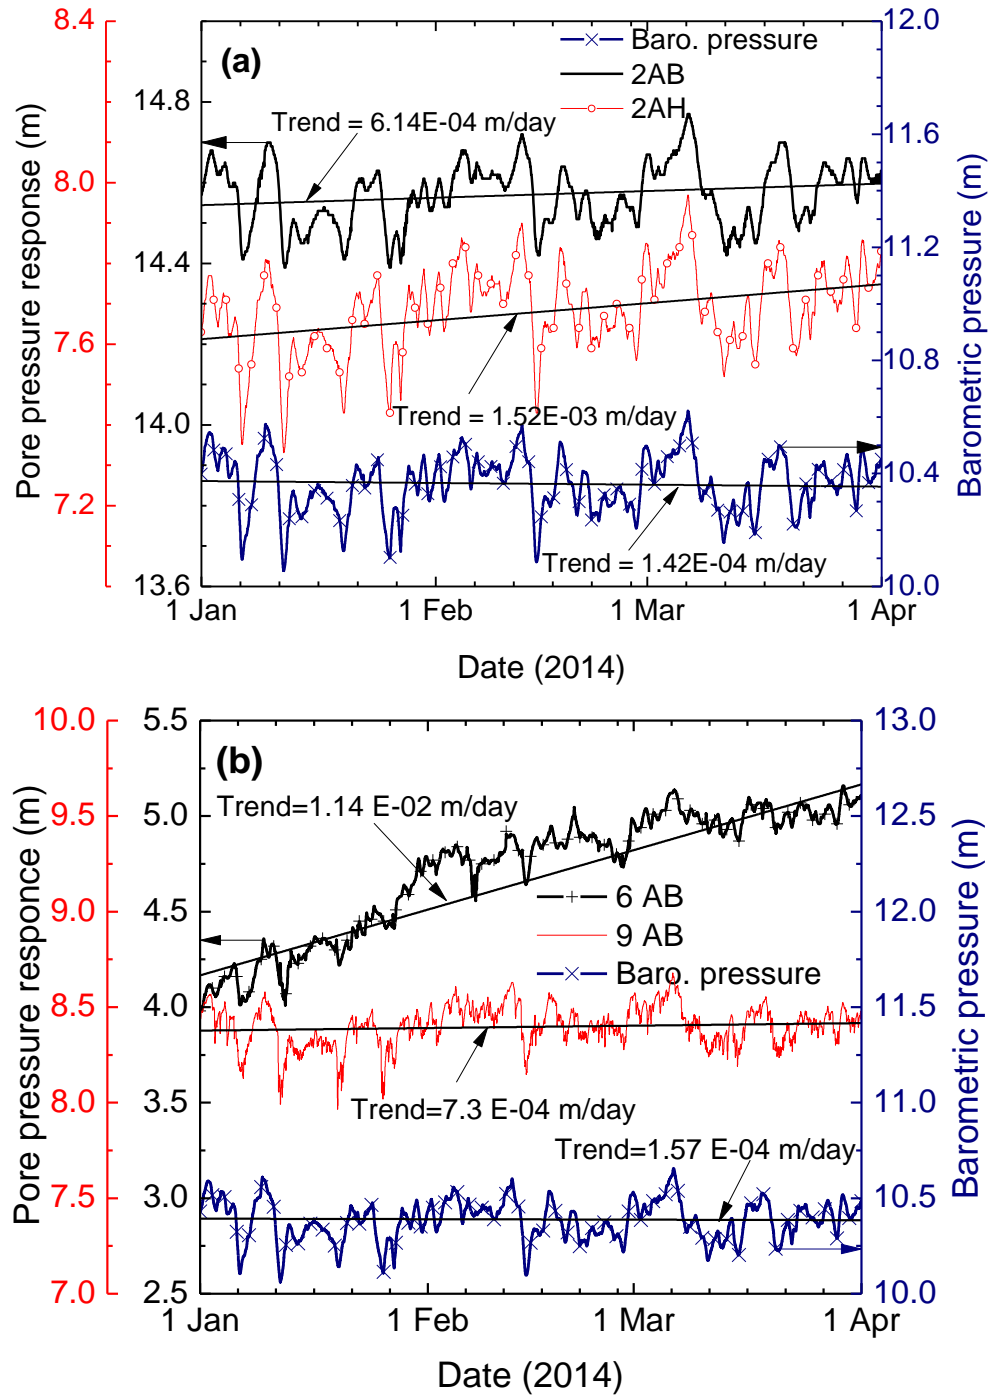 8.4
12.0
(a)
Baro. pressure
2AB
2AH
14.8
Trend = 6.14E-04 m/day
11.6
8.0
14.4
11.2
7.6
10.8
14.0
Trend = 1.52E-03 m/day
10.4
7.2
Trend = 1.42E-04 m/day
13.6
10.0
1 Jan
1 Feb
1 Mar
1 Apr
Pore pressure response (m)
Barometric pressure (m)
Date (2014)
10.0
5.5
13.0
(b)
Trend=1.14 E-02 m/day
9.5
5.0
12.5
6 AB
9 AB
Baro. pressure
9.0
4.5
12.0
8.5
4.0
11.5
8.0
3.5
11.0
Trend=7.3 E-04 m/day
Trend=1.57 E-04 m/day
7.5
3.0
10.5
7.0
2.5
10.0
1 Jan
1 Feb
1 Mar
1 Apr
Pore pressure responce (m)
Barometric pressure (m)
Date (2014)